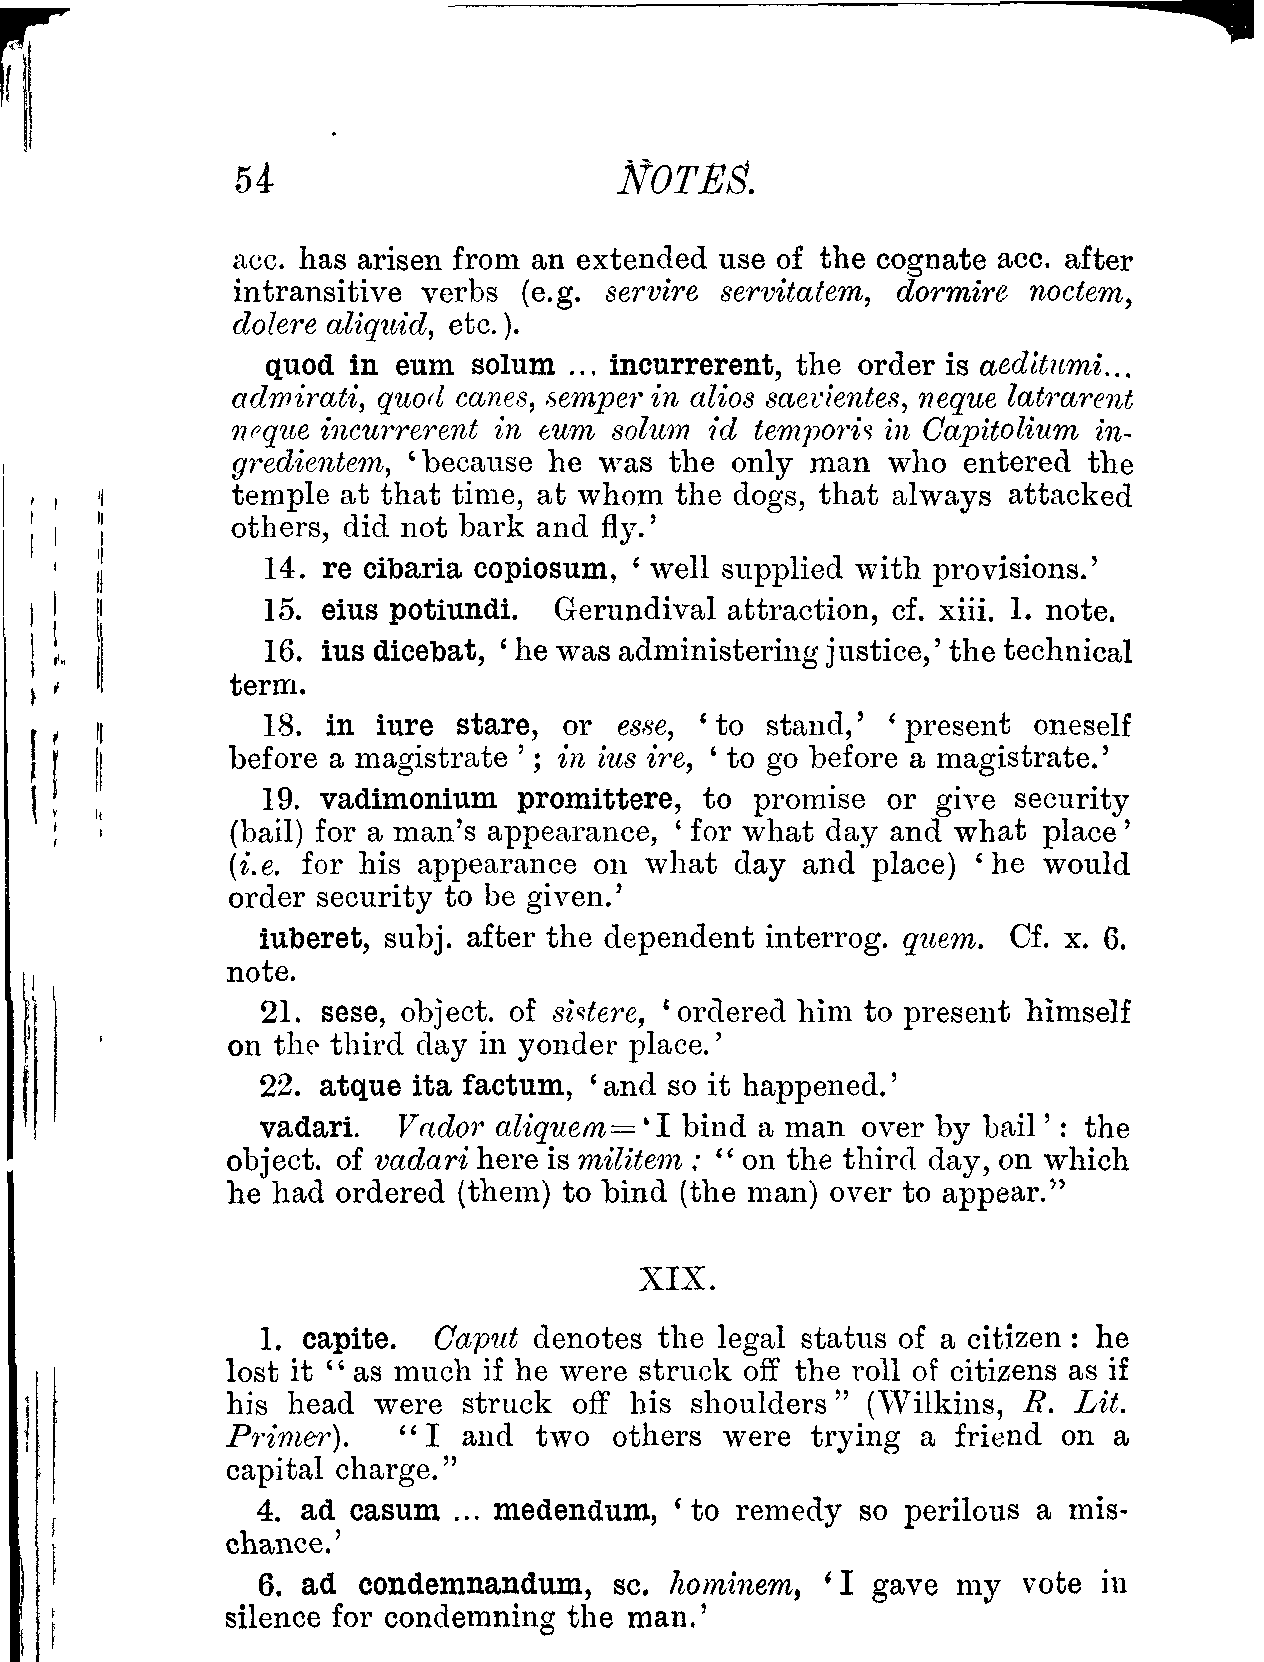 54 NOTES.
acc. has arisen from an extended use of the cognate acc. after
intransitive verbs (e.g. servire servitatem, dormire noctem,
dolere aliquid, etc.).
quod in eum solum ... incurrerent, the order is aeditumi...
admirati, quod canes, semper in alios saevientes, neque latrarent
neque incurrerent in eum solum id temporis in Capitolium in-
gredientem, ‘because he was the only man who entered the
temple at that time, at whom the dogs, that always attacked
others, did not bark and fly.’
14. re cibaria copiosum, ‘well supplied with provisions.’
15. eius potiundi. Gerundival attraction, cf. xiii. 1. note.
16. ius dicebat, ‘he was administering justice,’ the technical
term.
18. in iure stare, or esse, ‘to stand,’ ‘present oneself
before a magistrate’; in ius ire, ‘to go before a magistrate.’
19. vadimonium promittere, to promise or give security
(bail) for a man's appearance, ‘for what day and what place’
(i.e. for his appearance on what day and place) ‘he would
order security to be given.’
iuberet, subj. after the dependent interrog. quem. Cf. x. 6.
note.
21. sese, object. of sistere, ‘ordered him to present himself
on the third day in yonder place.’
22. atque ita factum, ‘and so it happened.’
vadari. Vador aliquem=‘I bind a man over by bail’: the
object. of vadari here is militem; “on the third day, on which
he had ordered (them) to bind (the man) over to appear.”
XIX.
1. capite. Caput denotes the legal status of a citizen: he
lost it “as much if he were struck off the roll of citizens as if
his head were struck off his shoulders” (Wilkins, R. Lit.
Primer). “I and two others were trying a friend on a
capital charge.”
4. ad casum ... medendum, ‘to remedy so perilous a mis-
chance.’
6. ad condemnandum, sc. hominem, ‘I gave my vote in
silence for condemning the man.’